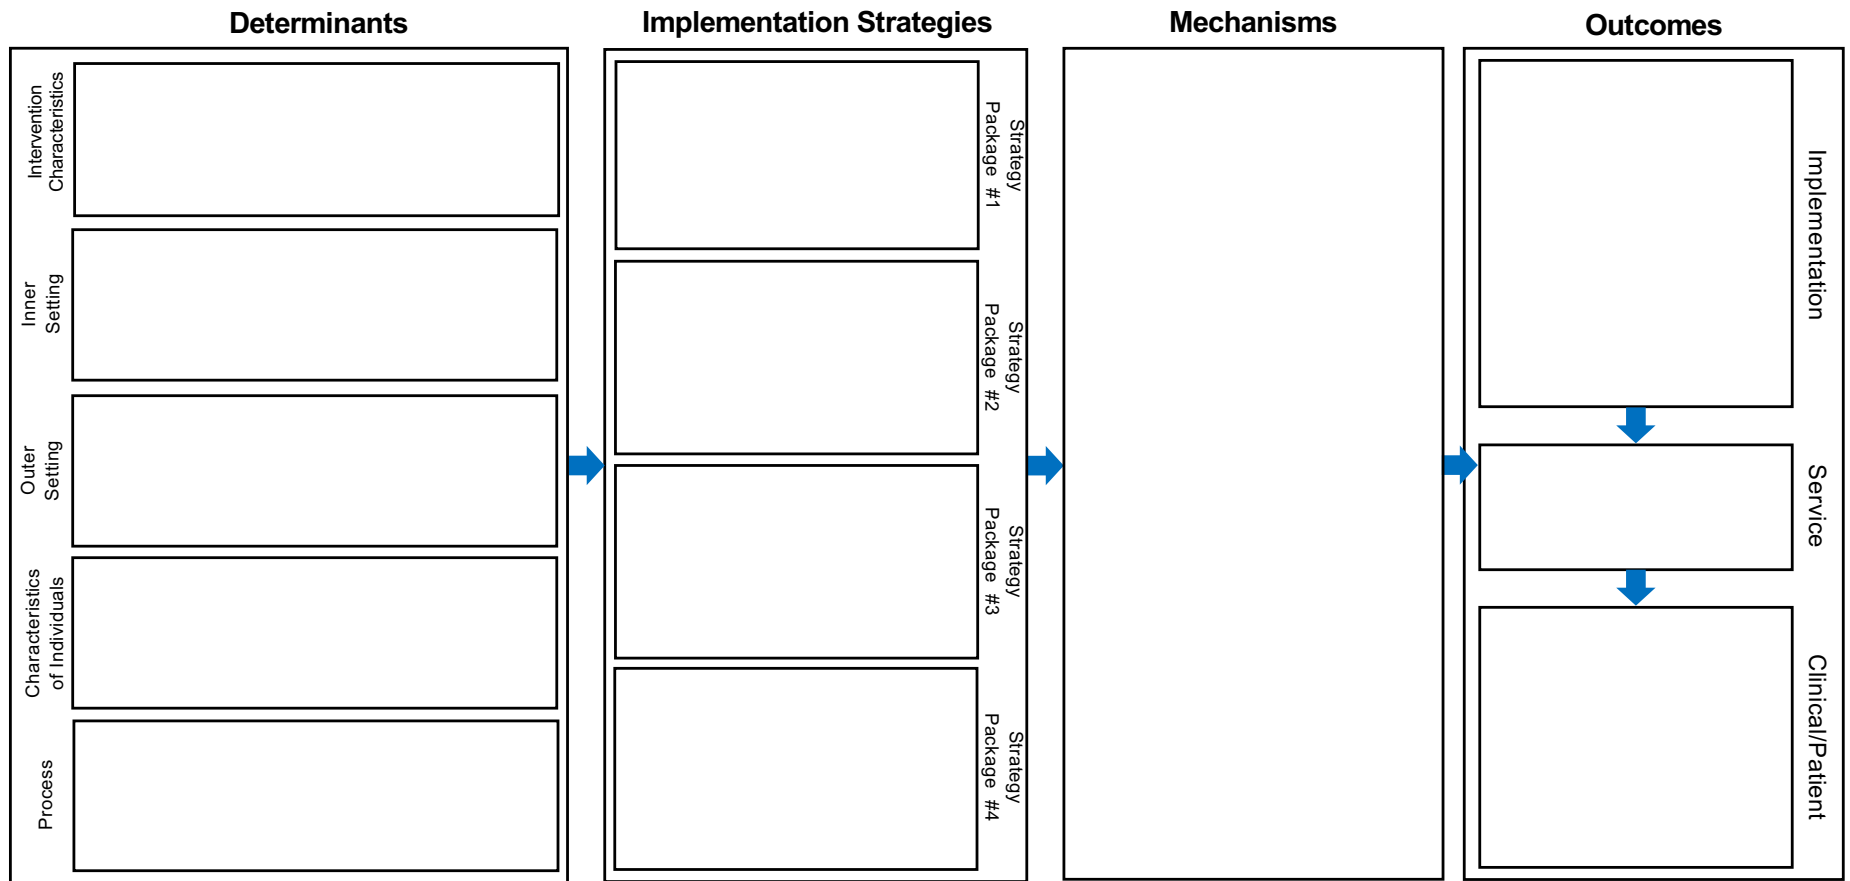 Determinants
Implementation Strategies
Mechanisms
Outcomes
Intervention
Characteristics
Inner
Setting
Outer
Setting
Characteristics
of Individuals
Process
Strategy
Package #1
Strategy
Package #2
Strategy
Package #3
Strategy
Package #4
Implementation
Service
Clinical/Patient